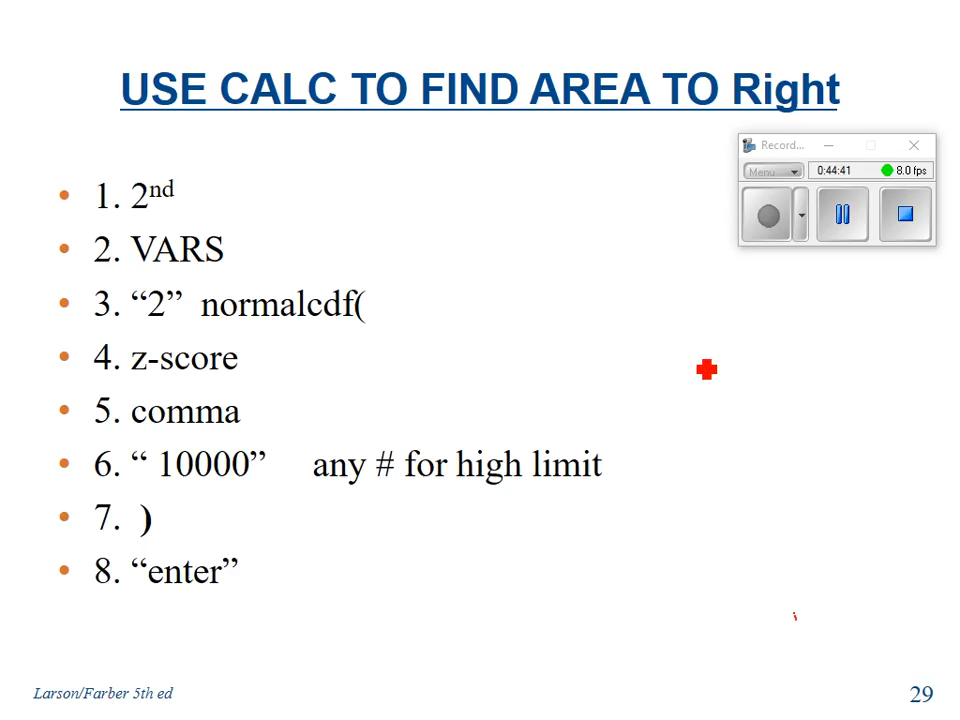 USE CALC TO FIND AREA TO Right
Record...
Menu
0:44:41
8.0 fps
• 1. 2nd
• 2. VARS
• 3. “2” normalcdf(
• 4. z-score
• 5. comma
• 6. “ 10000” any # for high limit
• 7. )
• 8. “enter”
Larson/Farber 5th ed
29